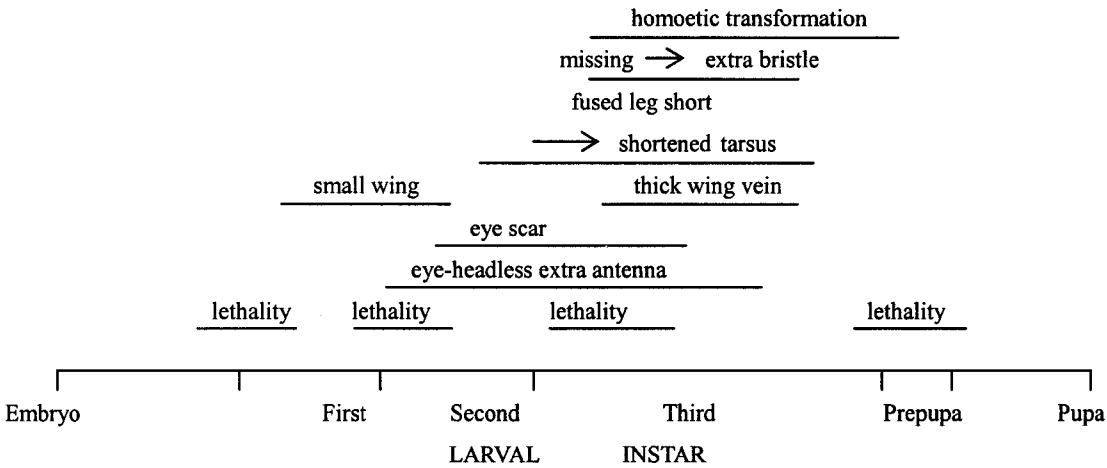 homoetic transformation
missing → extra bristle
fused leg short
→ shortened tarsus
small wing thick wing vein
eye scar
eye-headless extra antenna
lethality lethality lethality lethality
Embryo First Second Third Prepupa Pupa
LARVAL INSTAR